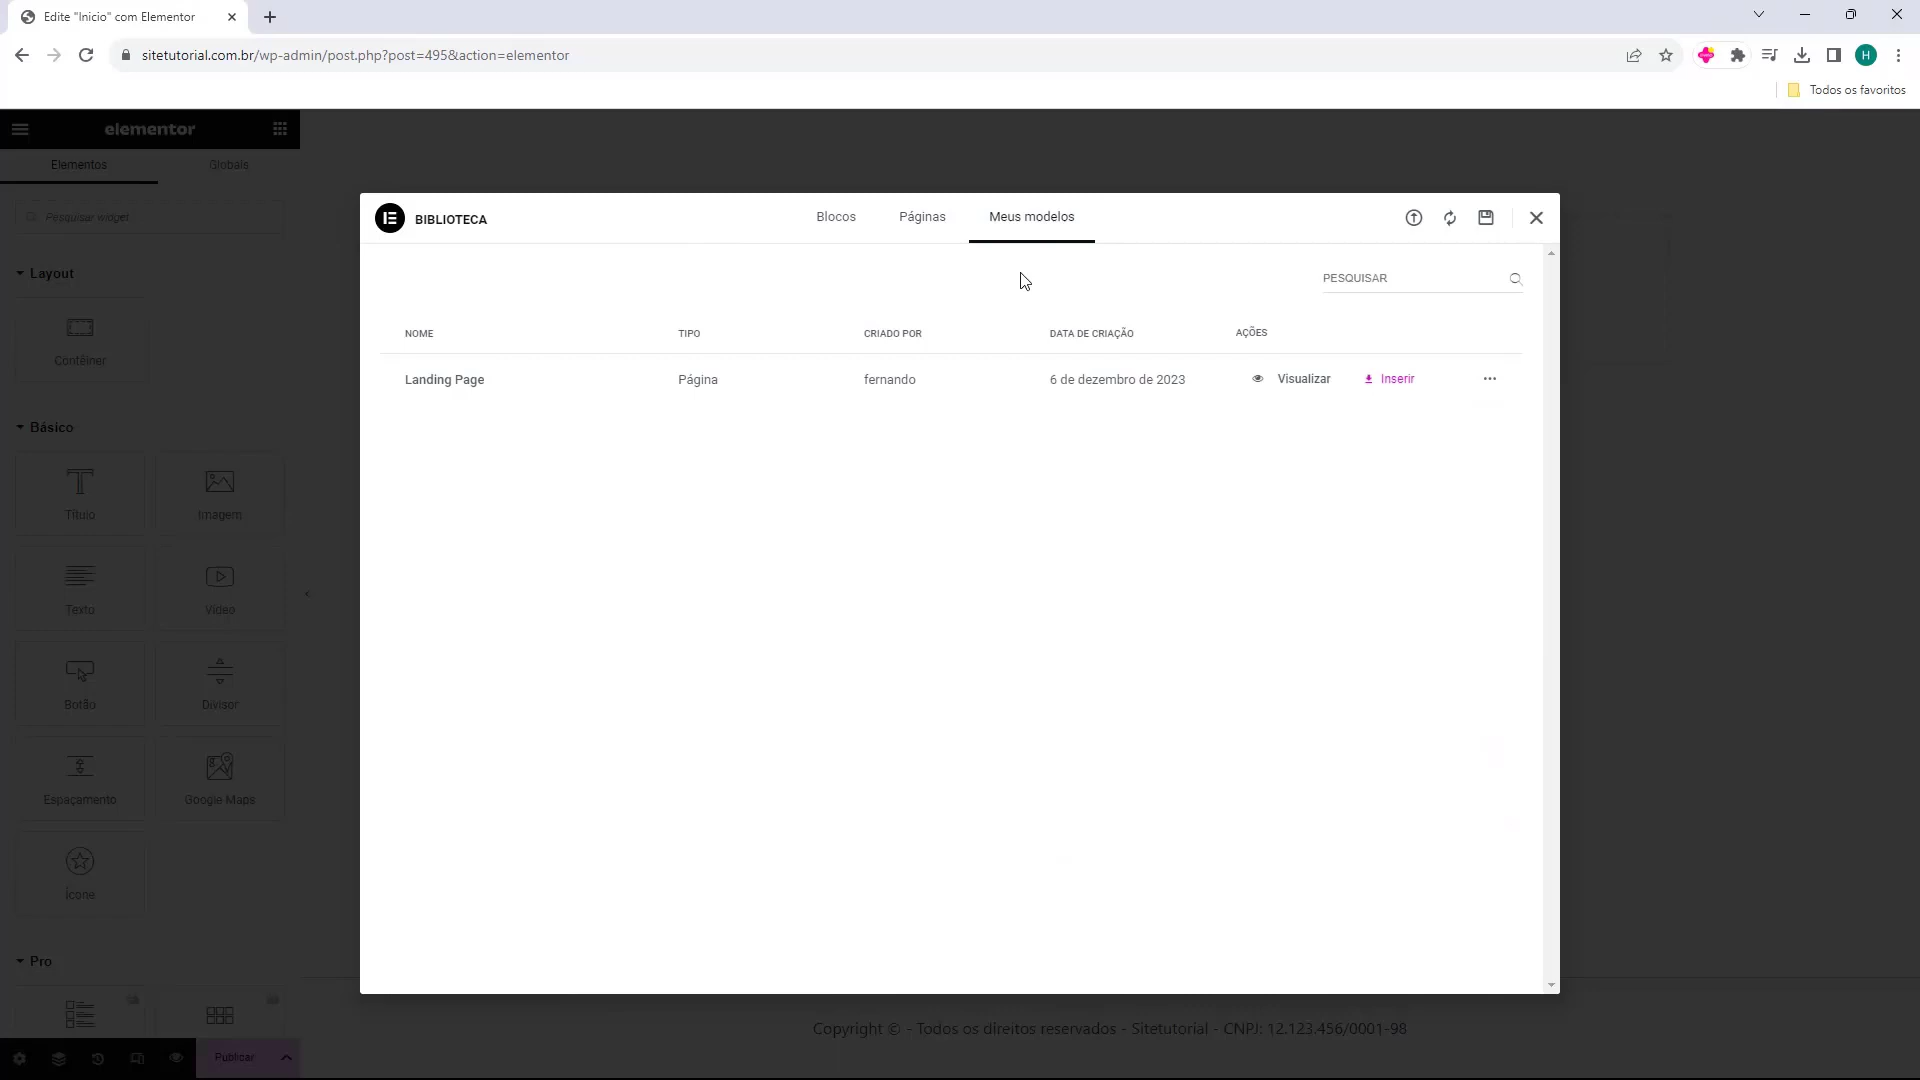 Edite "Inicio" com Elementor
sitetutorial.com.br/wp-admin/post.php?post=495&action=elementor
H
Todos os favoritos
elementor
Elementos
Globais
Pesquisar widget
Layout
Contêiner
Básico
Título
Imagem
Texto
Vídeo
Botão
Divisor
Espaçamento
Google Maps
Ícone
Pro
Publicar
BIBLIOTECA
Blocos
Páginas
Meus modelos
PESQUISAR
NOME
TIPO
CRIADO POR
DATA DE CRIAÇÃO
AÇÕES
Landing Page
Página
fernando
6 de dezembro de 2023
Visualizar
Inserir
Copyright © - Todos os direitos reservados - Sitetutorial - CNPJ: 12.123.456/0001-98